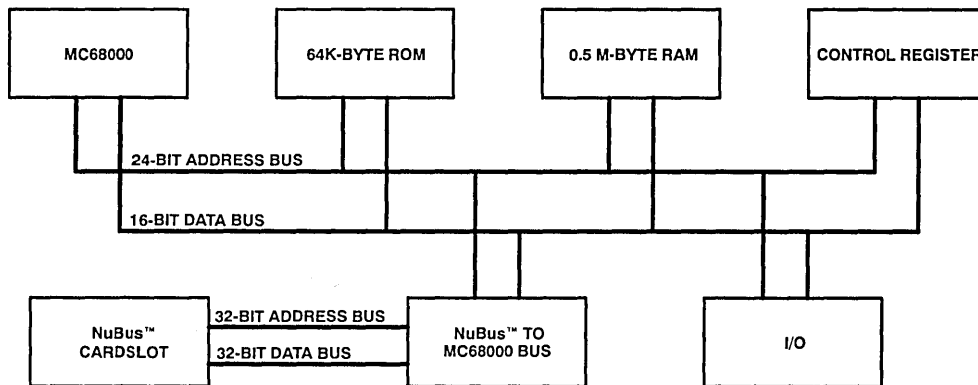 MC68000
64K-BYTE ROM
0.5 M-BYTE RAM
CONTROL REGISTER
24-BIT ADDRESS BUS
16-BIT DATA BUS
NuBus™
CARDSLOT
32-BIT ADDRESS BUS
32-BIT DATA BUS
NuBus™ TO
MC68000 BUS
I/O